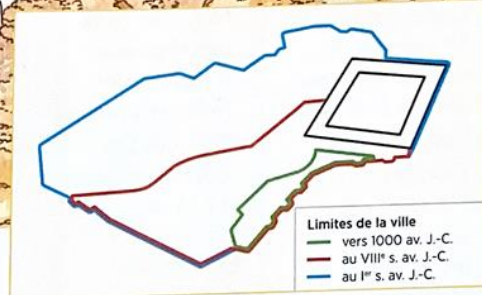 Limites de la ville
vers 1000 av. J.-C.
au VIIIᵉ s. av. J.-C.
au Iᵉʳ s. av. J.-C.